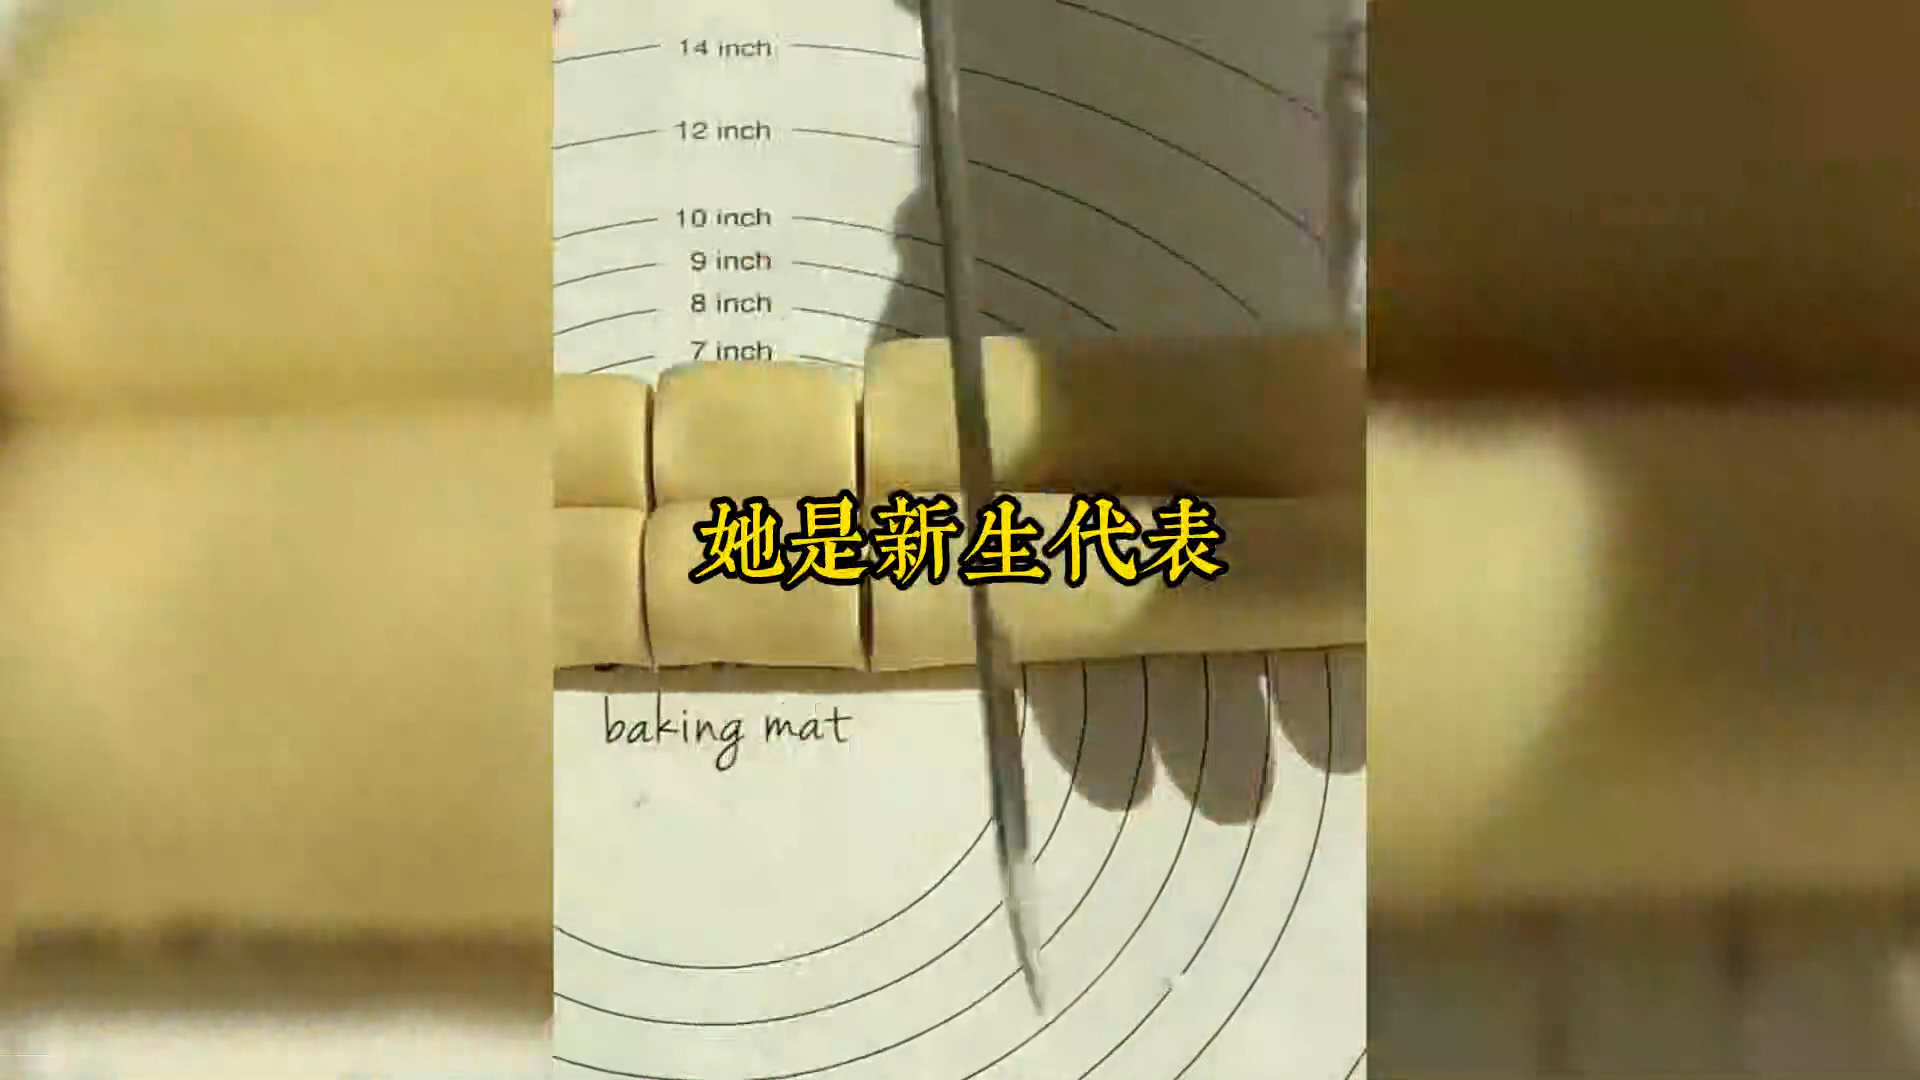 14 inch
12 inch
10 inch
9 inch
8 inch
7 inch
她是新生代表
baking mat